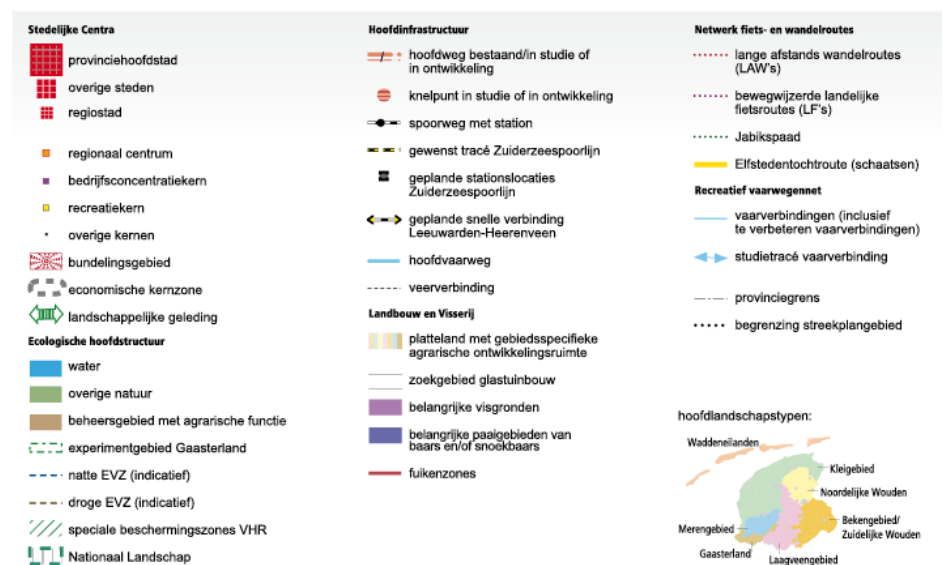 Stedelijke Centra
provinciehoofdstad
overige steden
regiostad
regionaal centrum
bedrijfsconcentratiekern
recreatiekern
overige kernen
bundelingsgebied
economische kernzone
landschappelijke geleding
Ecologische hoofdstructuur
water
overige natuur
beheersgebied met agrarische functie
experimentgebied Gaasterland
natte EVZ (indicatief)
droge EVZ (indicatief)
speciale beschermingszones VHR
Nationaal Landschap
Hoofdinfrastructuur
hoofdweg bestaand/in studie of
in ontwikkeling
knelpunt in studie of in ontwikkeling
spoorweg met station
gewenst tracé Zuiderzeespoorlijn
geplande stationslocaties
Zuiderzeespoorlijn
geplande snelle verbinding
Leeuwarden-Heerenveen
hoofdvaarweg
veerverbinding
Landbouw en Visserij
platteland met gebiedsspecifieke
agrarische ontwikkelingsruimte
zoekgebied glastuinbouw
belangrijke visgronden
belangrijke paaigebieden van
baars en/of snoekbaars
fuikenzones
Netwerk fiets- en wandelroutes
lange afstands wandelroutes
(LAW's)
bewegwijzerde landelijke
fietsroutes (LF's)
Jabikspaad
Elfstedentochtroute (schaatsen)
Recreatief vaarwegennet
vaarverbindingen (inclusief
te verbeteren vaarverbindingen)
studietracé vaarverbinding
provinciegrens
begrenzing streekplangebied
hoofdlandschapstypen:
Waddeneilanden
Kleigebied
Noordelijke Wouden
Merengebied
Bekengebied/
Zuidelijke Wouden
Gaasterland
Laagveengebied